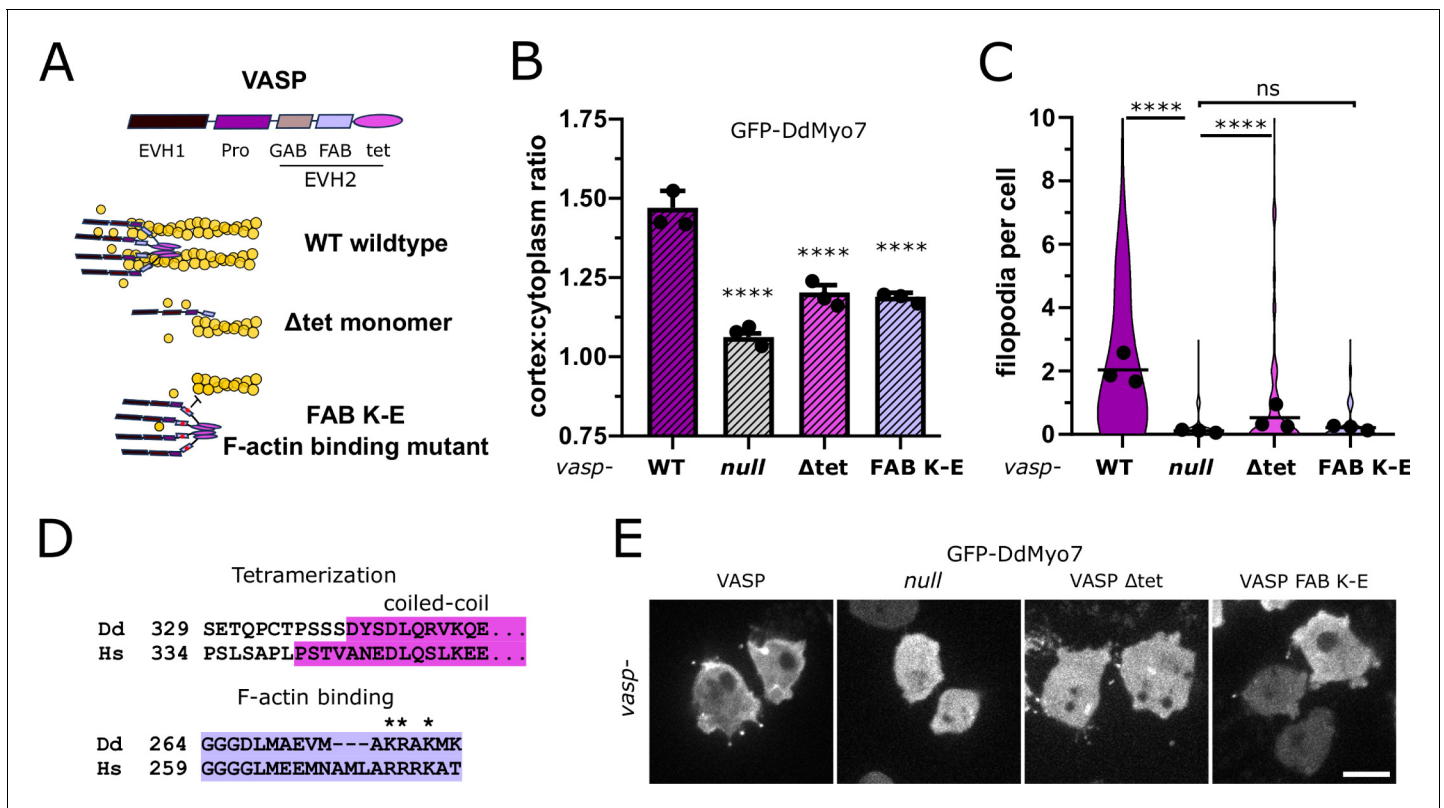 A
VASP
EVH1 Pro GAB FAB tet
EVH2
WT wildtype
Δtet monomer
FAB K-E
F-actin binding mutant
B
GFP-DdMyo7
cortex:cytoplasm ratio
1.75
1.50
1.25
1.00
0.75
****
****
****
vasp- WT null Δtet FAB K-E
C
ns
****
****
filopodia per cell
10
8
6
4
2
0
vasp- WT null Δtet FAB K-E
D
Tetramerization
coiled-coil
Dd 329 SETQPCTPSSSDYSDLQRVKQE...
Hs 334 PSLSAPLPSTVANEDLQSLKEE...
F-actin binding
** *
Dd 264 GGGDLMAEVM---AKRAKMK
Hs 259 GGGGLMEEMNAMLARRRKAT
E
GFP-DdMyo7
VASP null VASP Δtet VASP FAB K-E
vasp-